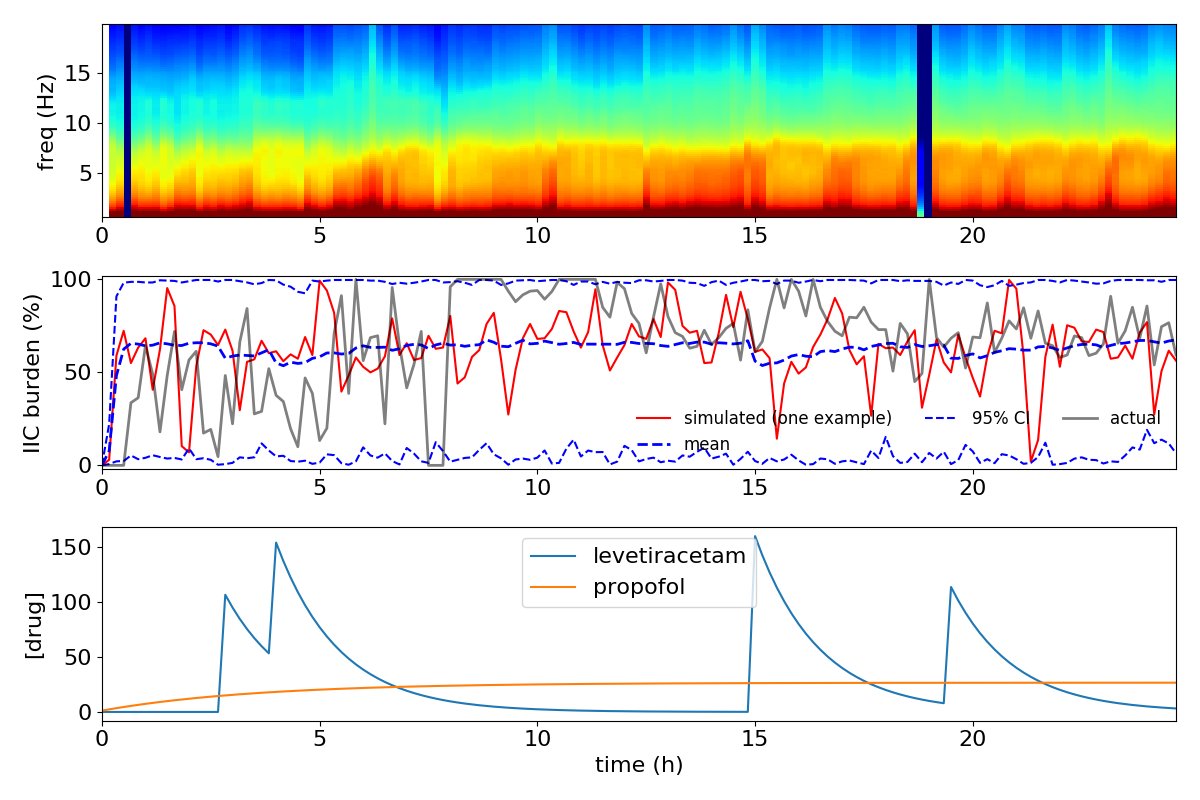 freq (Hz)
15
10
5
0 5 10 15 20
IIC burden (%)
100
50
0
simulated (one example) 95% CI actual
mean
0 5 10 15 20
[drug]
150
100
50
0
levetiracetam
propofol
0 5 10 15 20
time (h)